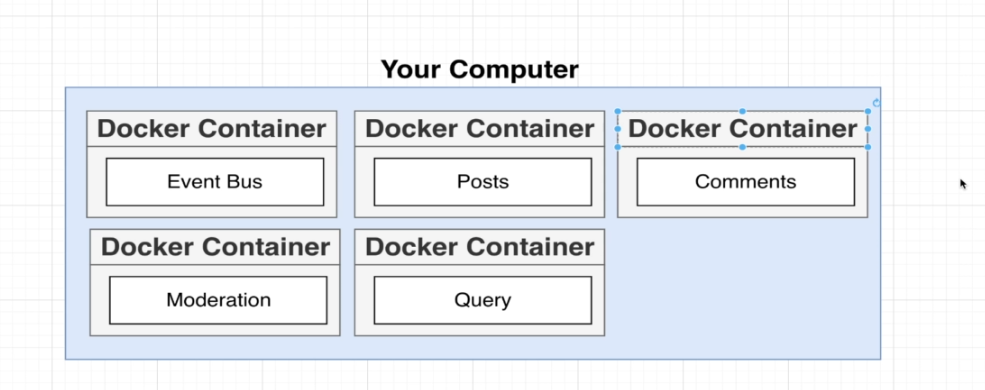 Your Computer
Docker Container
Docker Container
Docker Container
Event Bus
Posts
Comments
Docker Container
Docker Container
Moderation
Query